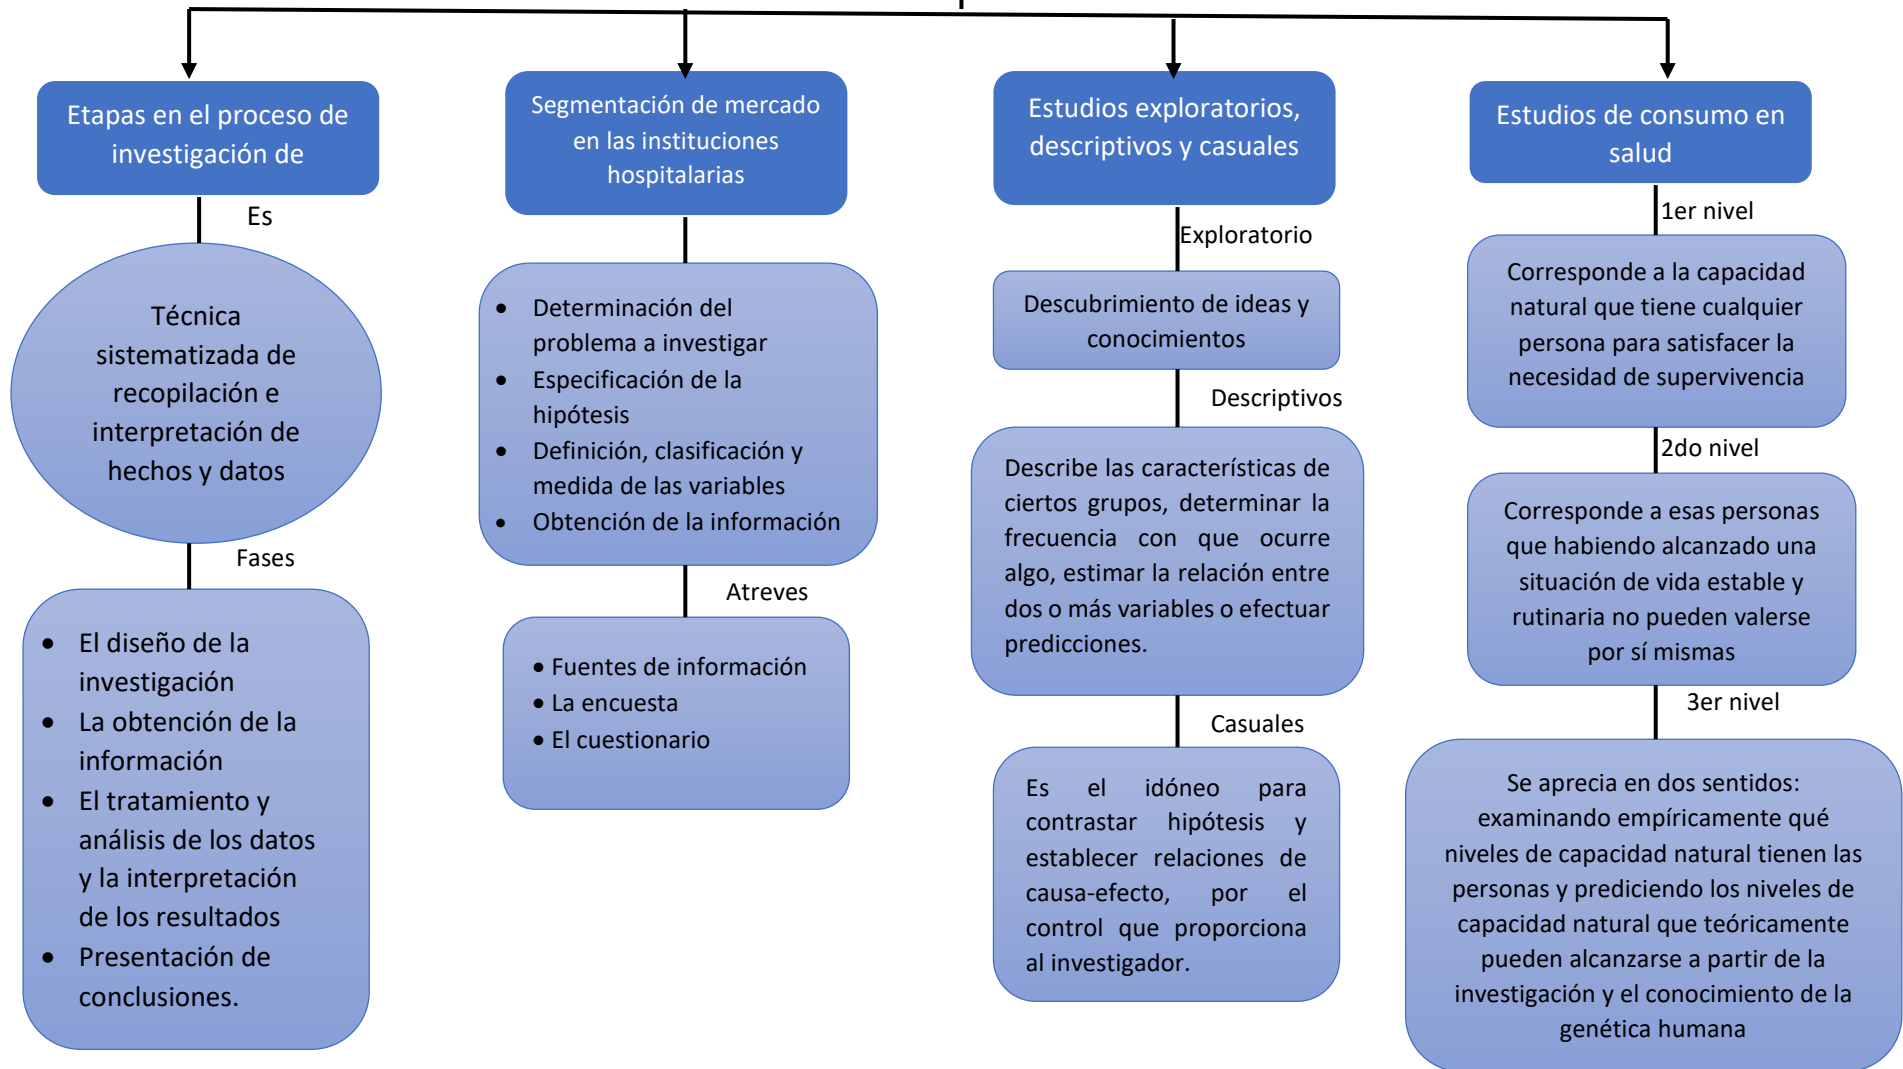 Etapas en el proceso de
investigación de
Es
Técnica
sistematizada de
recopilación e
interpretación de
hechos y datos
Fases
• El diseño de la
investigación
• La obtención de la
información
• El tratamiento y
análisis de los datos
y la interpretación
de los resultados
• Presentación de
conclusiones.
Segmentación de mercado
en las instituciones
hospitalarias
• Determinación del
problema a investigar
• Especificación de la
hipótesis
• Definición, clasificación y
medida de las variables
• Obtención de la información
Atreves
• Fuentes de información
• La encuesta
• El cuestionario
Estudios exploratorios,
descriptivos y casuales
Exploratorio
Descubrimiento de ideas y
conocimientos
Descriptivos
Describe las características de
ciertos grupos, determinar la
frecuencia con que ocurre
algo, estimar la relación entre
dos o más variables o efectuar
predicciones.
Casuales
Es el idóneo para
contrastar hipótesis y
establecer relaciones de
causa-efecto, por el
control que proporciona
al investigador.
Estudios de consumo en
salud
1er nivel
Corresponde a la capacidad
natural que tiene cualquier
persona para satisfacer la
necesidad de supervivencia
2do nivel
Corresponde a esas personas
que habiendo alcanzado una
situación de vida estable y
rutinaria no pueden valerse
por sí mismas
3er nivel
Se aprecia en dos sentidos:
examinando empíricamente qué
niveles de capacidad natural tienen las
personas y prediciendo los niveles de
capacidad natural que teóricamente
pueden alcanzarse a partir de la
investigación y el conocimiento de la
genética humana